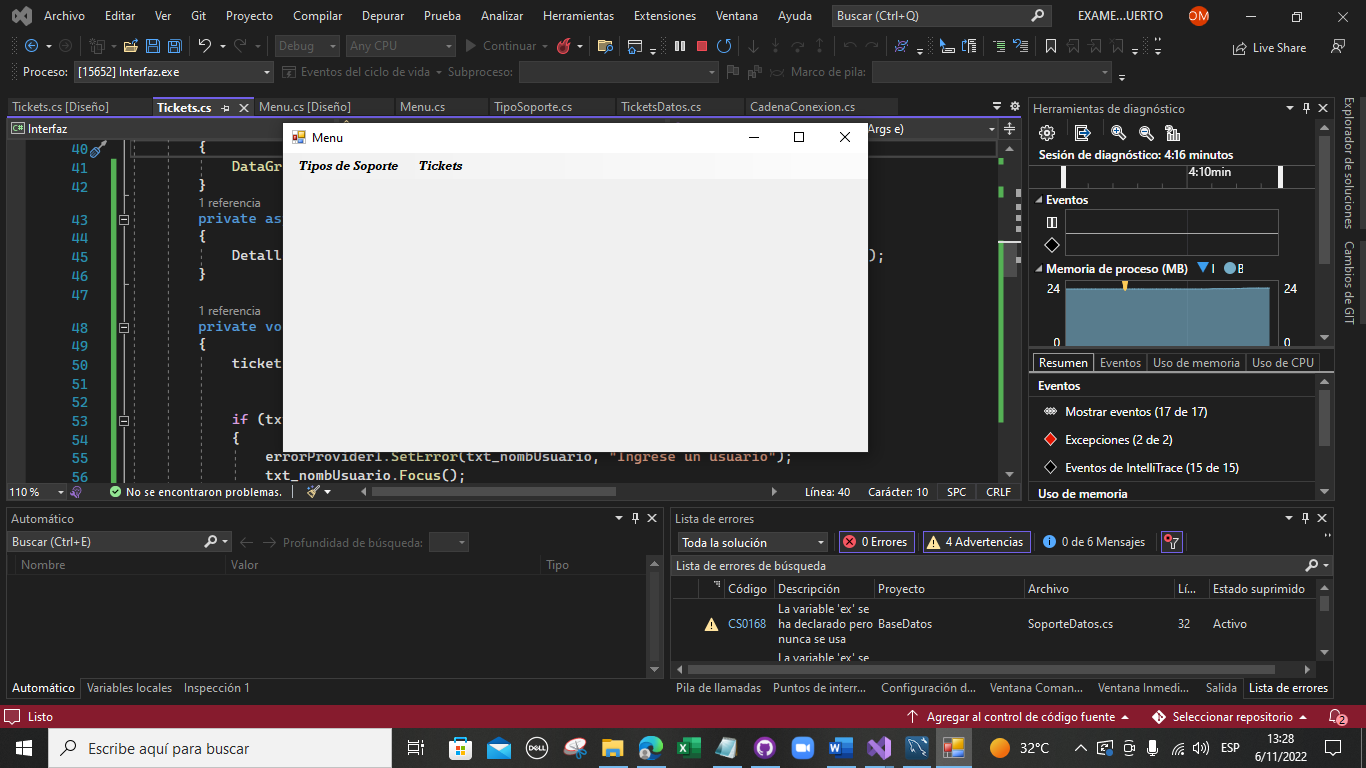 Archivo Editar Ver Git Proyecto Compilar Depurar Prueba Analizar Herramientas Extensiones Ventana Ayuda Buscar (Ctrl+Q) EXAME...UERTO OM
Debug Any CPU Continuar Live Share
Proceso: [15652] Interfaz.exe Eventos del ciclo de vida Subproceso: Marco de pila:
Tickets.cs [Diseño] Tickets.cs Menu.cs [Diseño] Menu.cs TipoSoporte.cs TicketsDatos.cs CadenaConexion.cs
C# Interfaz Args e)
Menu
Tipos de Soporte Tickets
40 {
41 DataGr
42 }
1 referencia
43 private as
44 {
45 Detall );
46 }
47
1 referencia
48 private vo
49 {
50 ticket
51
52
53 if (tx
54 {
55 errorProvider1.SetError(txt_nombUsuario, "Ingrese un usuario");
56 txt_nombUsuario.Focus();
110 % No se encontraron problemas. Línea: 40 Carácter: 10 SPC CRLF
Herramientas de diagnóstico
Sesión de diagnóstico: 4:16 minutos
4:10min
Eventos
Memoria de proceso (MB) I B
24 24
0 0
Resumen Eventos Uso de memoria Uso de CPU
Eventos
Mostrar eventos (17 de 17)
Excepciones (2 de 2)
Eventos de IntelliTrace (15 de 15)
Uso de memoria
Explorador de soluciones
Cambios de GIT
Automático
Buscar (Ctrl+E) Profundidad de búsqueda:
Nombre Valor Tipo
Automático Variables locales Inspección 1
Lista de errores
Toda la solución 0 Errores 4 Advertencias 0 de 6 Mensajes
Lista de errores de búsqueda
Código Descripción Proyecto Archivo Lí... Estado suprimido
CS0168 La variable 'ex' se ha declarado pero nunca se usa BaseDatos SoporteDatos.cs 32 Activo
La variable 'ex' se
Pila de llamadas Puntos de interr... Configuración d... Ventana Coman... Ventana Inmedi... Salida Lista de errores
Listo Agregar al control de código fuente Seleccionar repositorio 2
Escribe aquí para buscar DELL 32°C ESP 13:28
6/11/2022